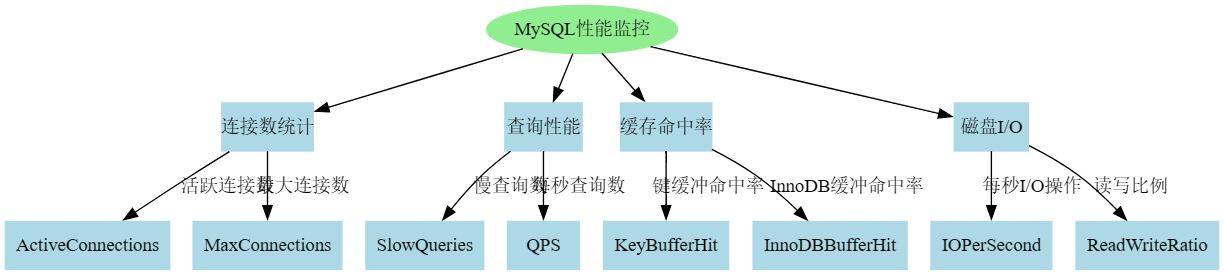 MySQL性能监控
连接数统计
查询性能
缓存命中率
磁盘I/O
活跃连接数
最大连接数
慢查询数
每秒查询数
键缓冲命中率
InnoDB缓冲命中率
每秒I/O操作
读写比例
ActiveConnections
MaxConnections
SlowQueries
QPS
KeyBufferHit
InnoDBBufferHit
IOPerSecond
ReadWriteRatio